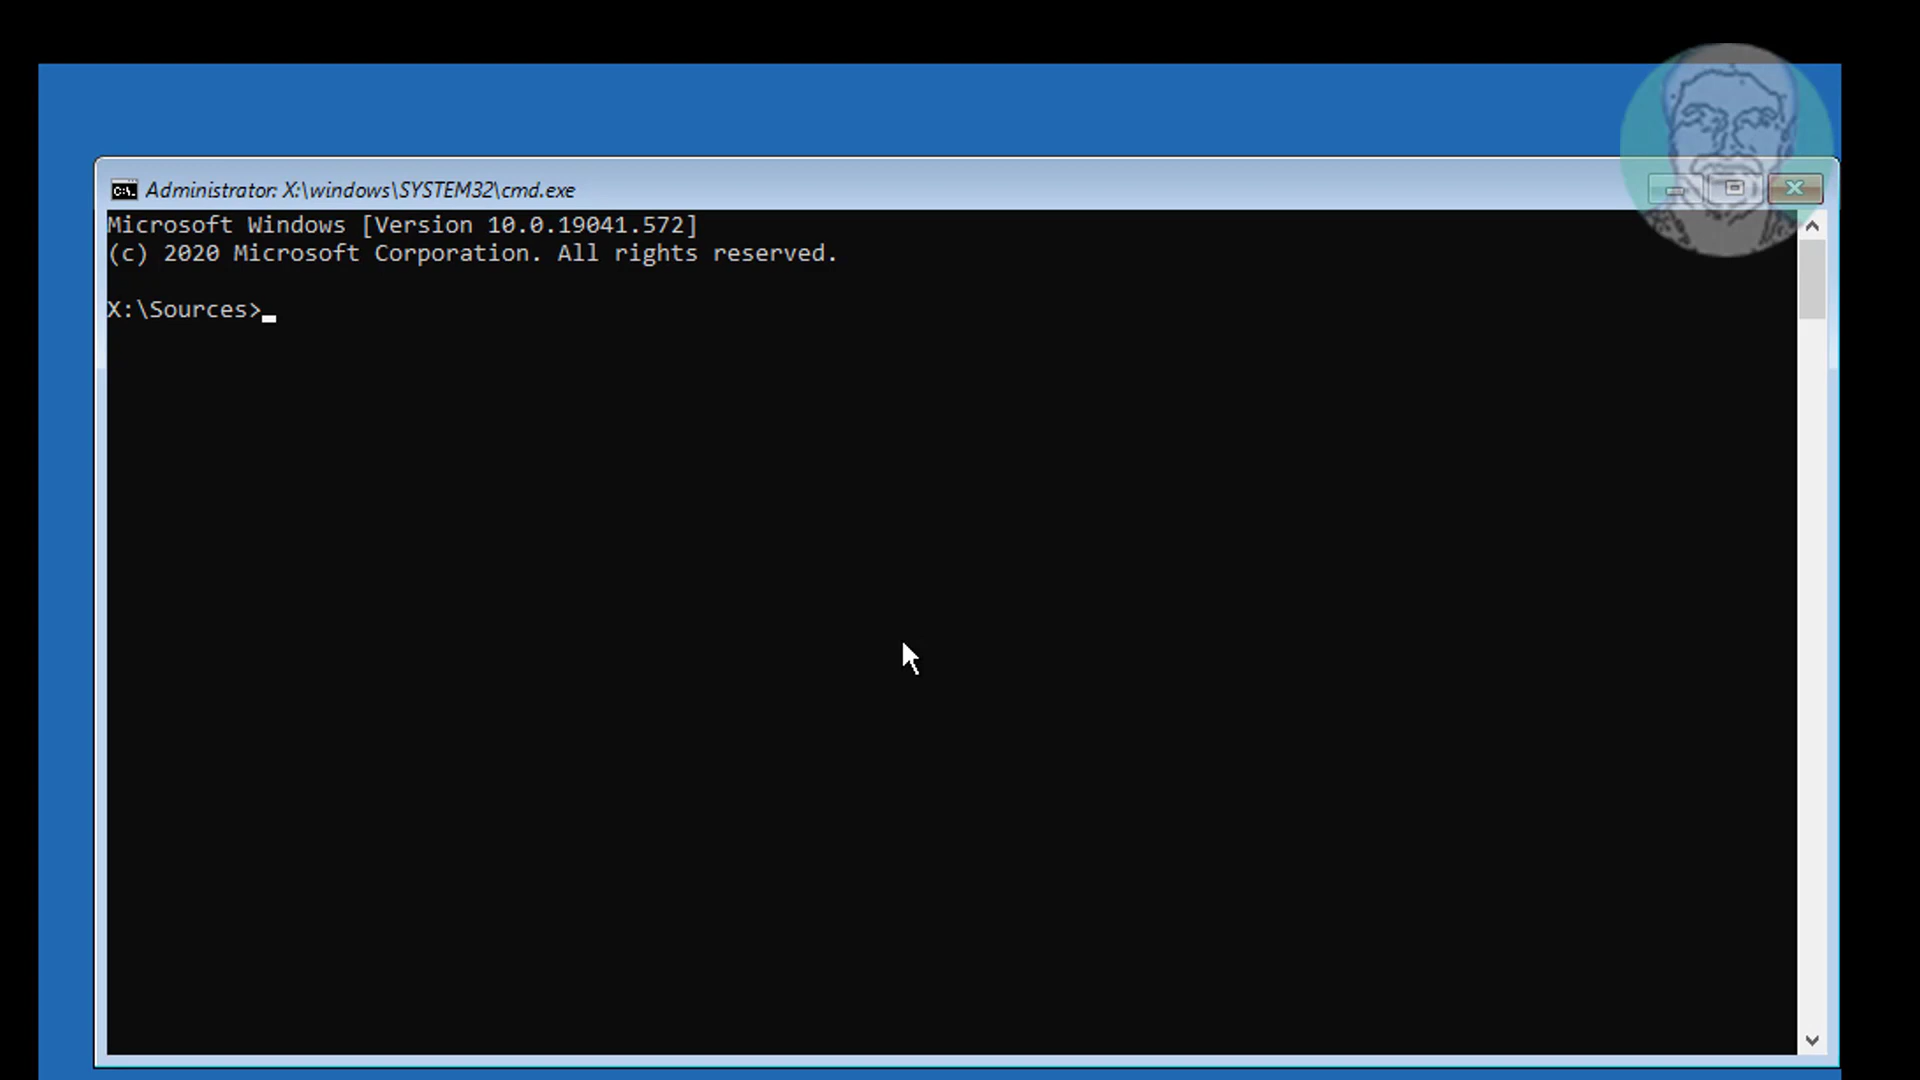 Administrator: X:\windows\SYSTEM32\cmd.exe
Microsoft Windows [Version 10.0.19041.572]
(c) 2020 Microsoft Corporation. All rights reserved.
X:\Sources>